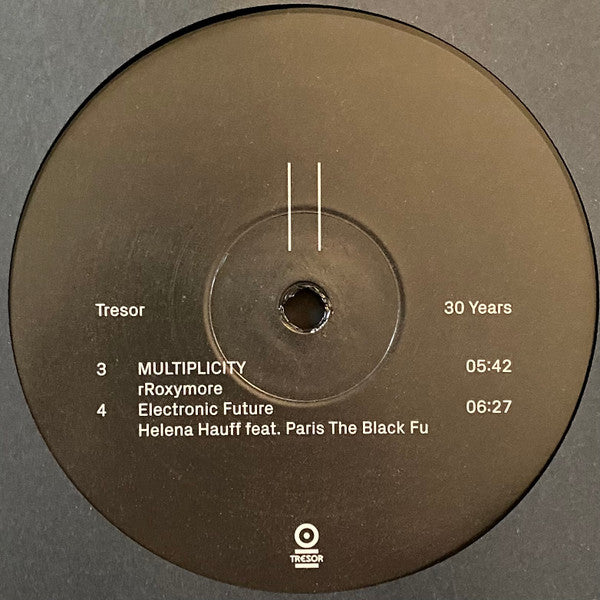 ||
Tresor 30 Years
3 MULTIPLICITY 05:42
rRoxymore
4 Electronic Future 06:27
Helena Hauff feat. Paris The Black Fu
TRESOR